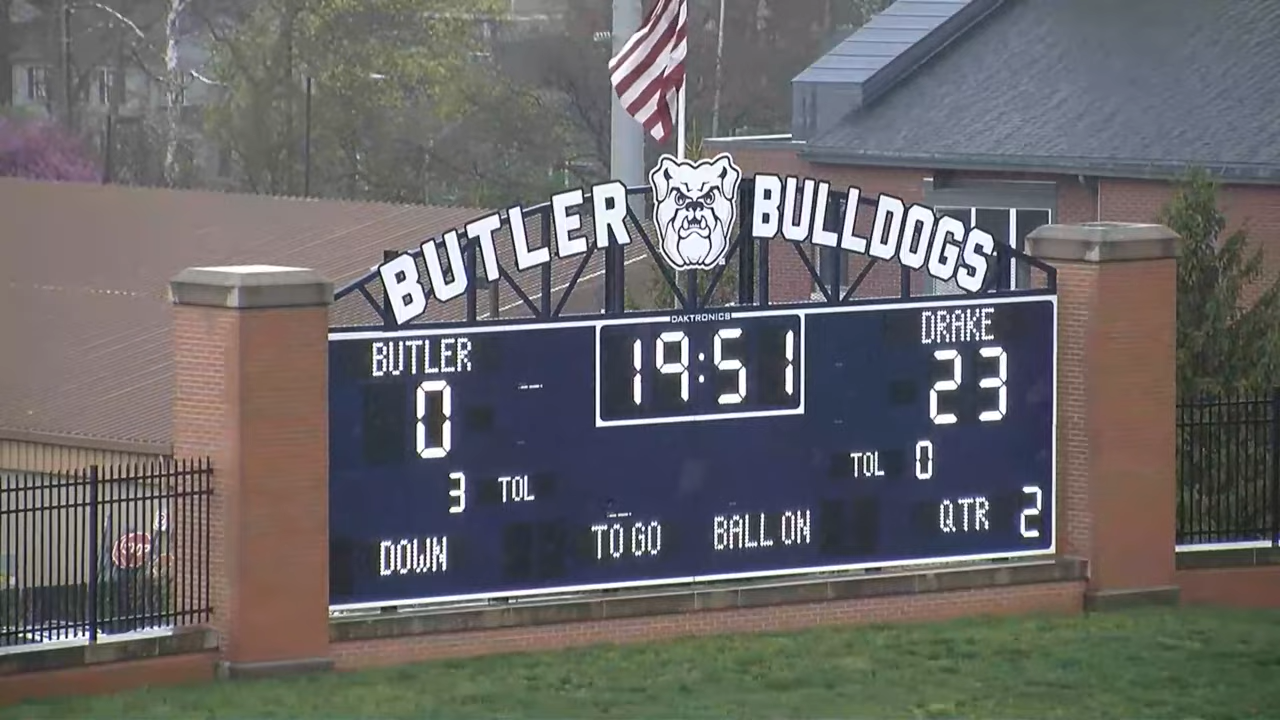 BUTLER BULLDOGS
DAKTRONICS
BUTLER 19:51 DRAKE
0 23
3 TOL TOL 0
DOWN TO GO BALL ON QTR 2
STOP